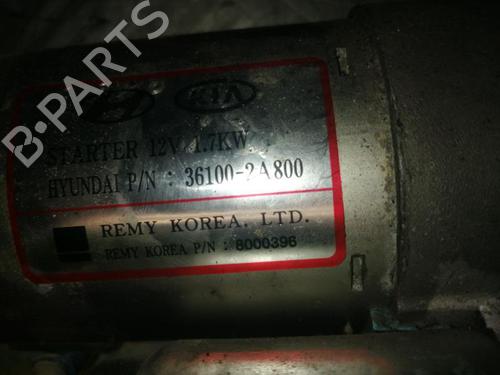 B-PARTS
KIA
STARTER 12V, 1.7KW.
HYUNDAI P/N : 36100-2A800
REMY KOREA. LTD.
REMY KOREA P/N : 8000396